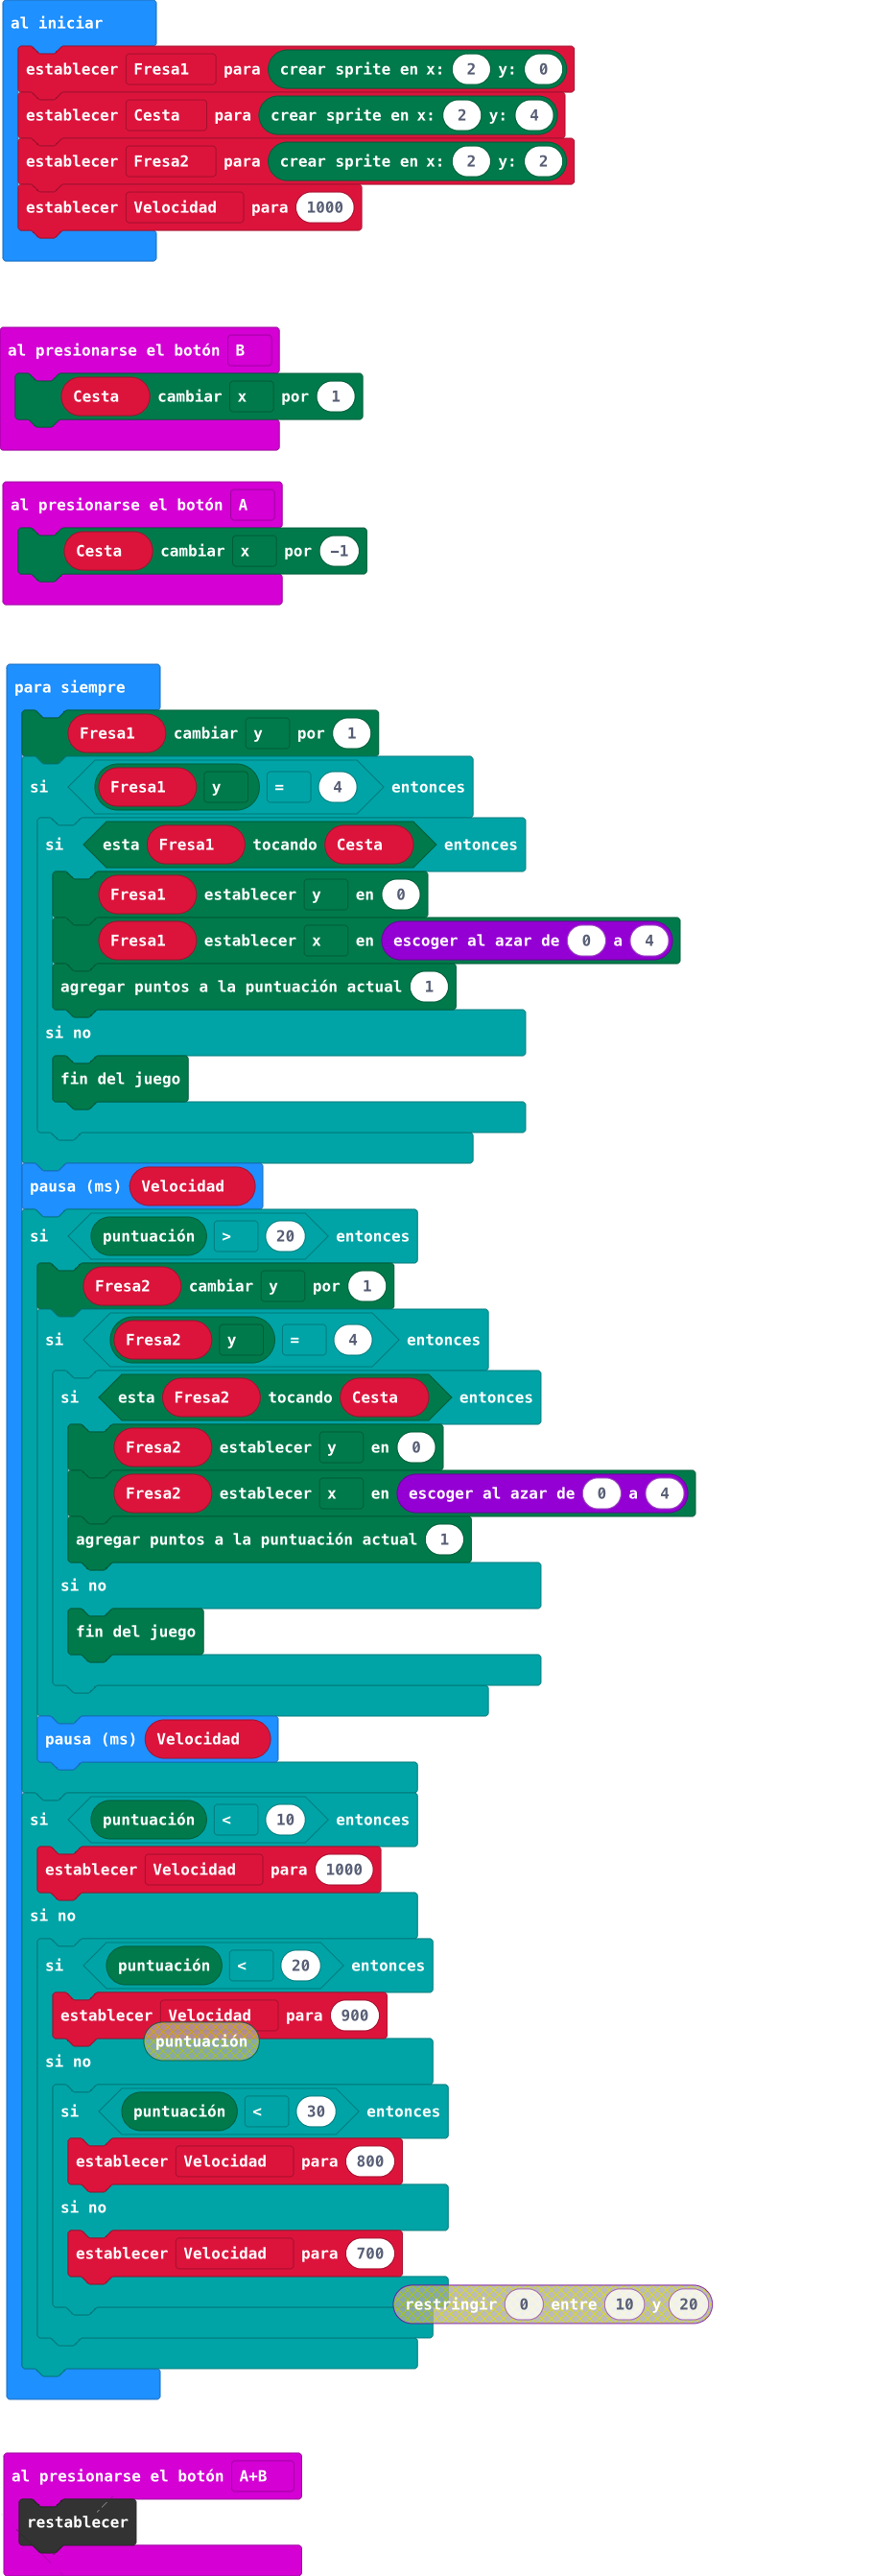 al iniciar
establecer Fresa1 para crear sprite en x: 2 y: 0
establecer Cesta para crear sprite en x: 2 y: 4
establecer Fresa2 para crear sprite en x: 2 y: 2
establecer Velocidad para 1000
al presionarse el botón B
Cesta cambiar x por 1
al presionarse el botón A
Cesta cambiar x por −1
para siempre
Fresa1 cambiar y por 1
si Fresa1 y = 4 entonces
si esta Fresa1 tocando Cesta entonces
Fresa1 establecer y en 0
Fresa1 establecer x en escoger al azar de 0 a 4
agregar puntos a la puntuación actual 1
si no
fin del juego
pausa (ms) Velocidad
si puntuación > 20 entonces
Fresa2 cambiar y por 1
si Fresa2 y = 4 entonces
si esta Fresa2 tocando Cesta entonces
Fresa2 establecer y en 0
Fresa2 establecer x en escoger al azar de 0 a 4
agregar puntos a la puntuación actual 1
si no
fin del juego
pausa (ms) Velocidad
si puntuación < 10 entonces
establecer Velocidad para 1000
si no
si puntuación < 20 entonces
establecer Velocidad para 900
puntuación
si no
si puntuación < 30 entonces
establecer Velocidad para 800
si no
establecer Velocidad para 700
restringir 0 entre 10 y 20
al presionarse el botón A+B
restablecer